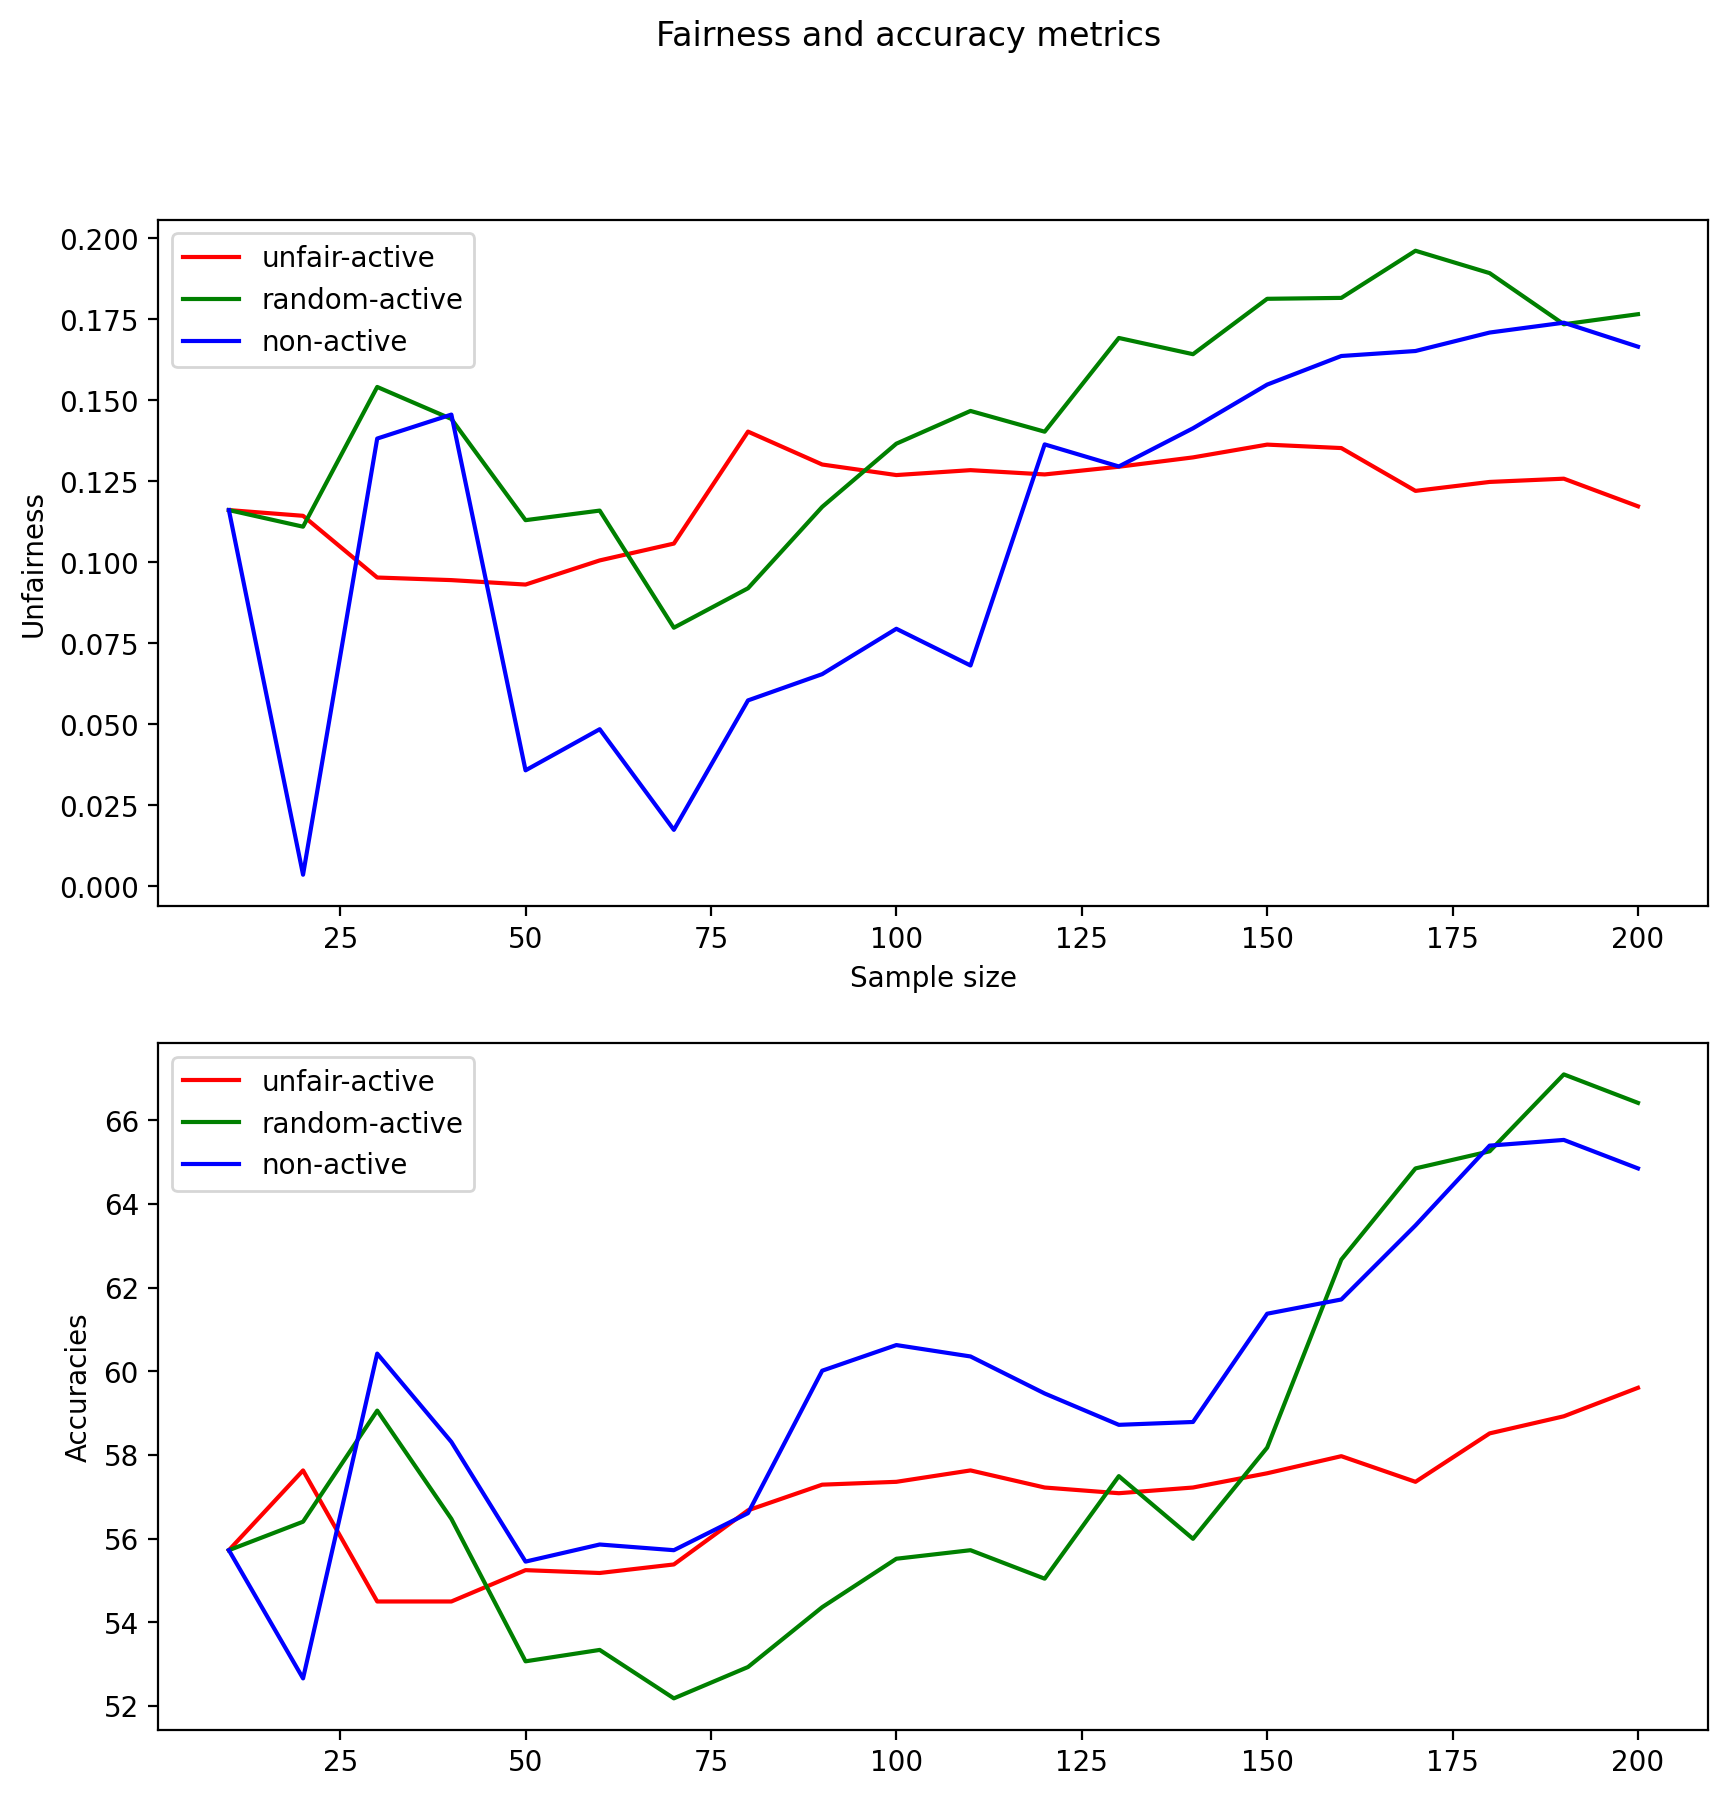 Fairness and accuracy metrics
unfair-active
random-active
non-active
0.200
0.175
0.150
0.125
0.100
0.075
0.050
0.025
0.000
Unfairness
25 50 75 100 125 150 175 200
Sample size
unfair-active
random-active
non-active
66
64
62
60
58
56
54
52
Accuracies
25 50 75 100 125 150 175 200